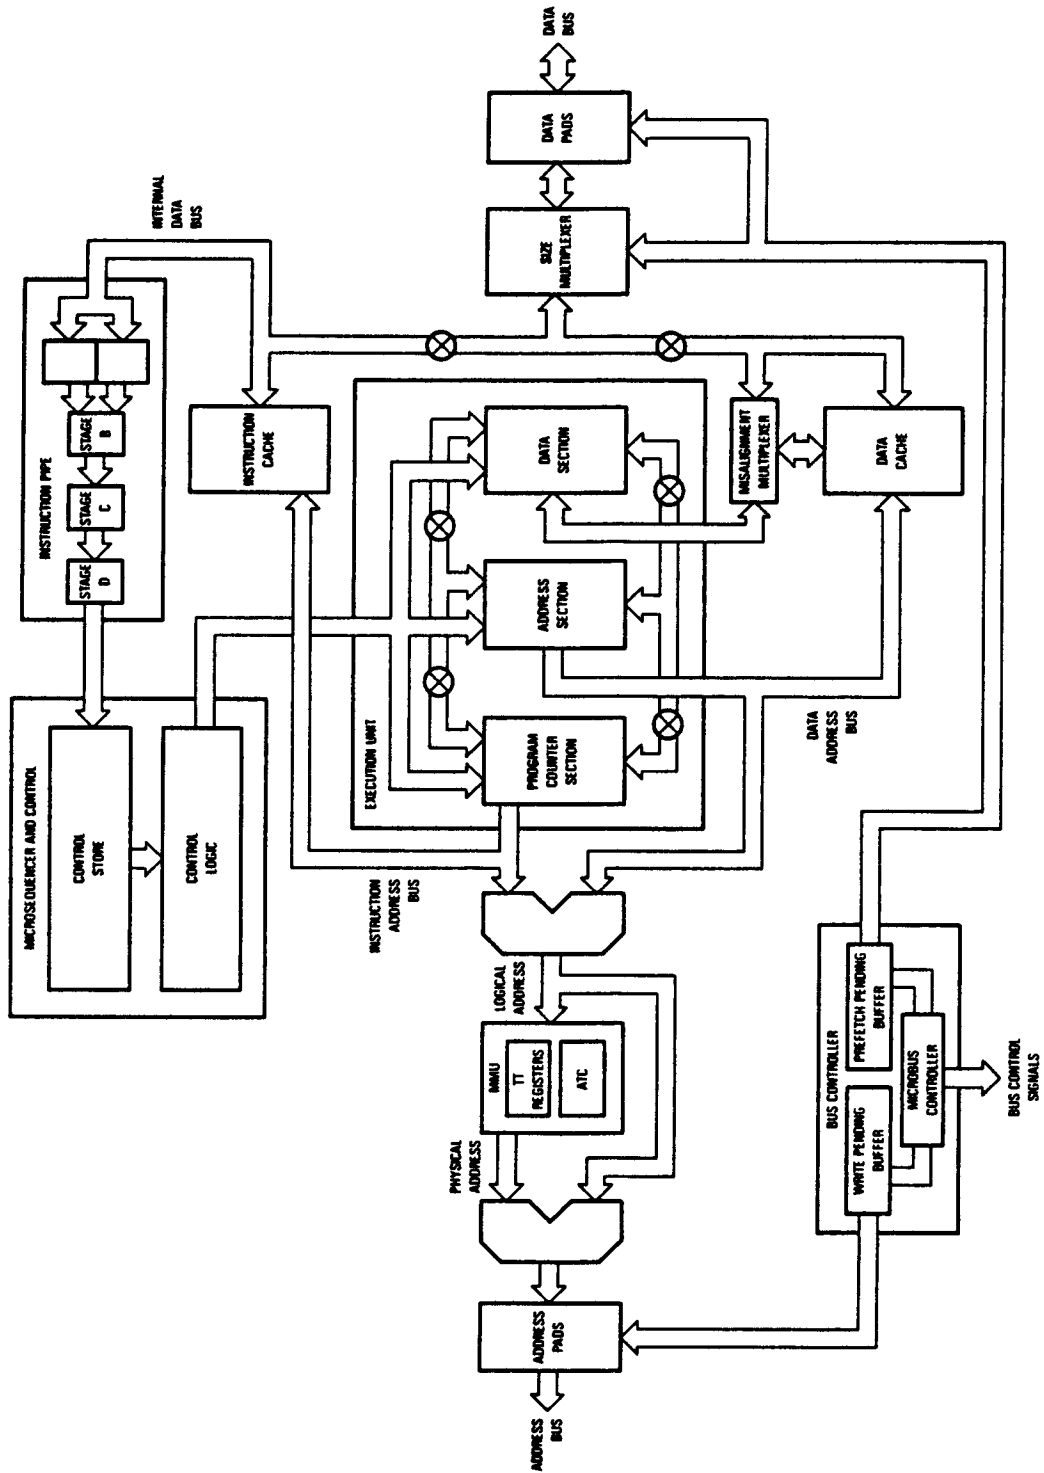 MICROSEQUENCER AND CONTROL
CONTROL
STORE
CONTROL
LOGIC
INSTRUCTION PIPE
STAGE
D
STAGE
C
STAGE
B
INTERNAL
DATA
BUS
INSTRUCTION
CACHE
INSTRUCTION
ADDRESS
BUS
EXECUTION UNIT
PROGRAM
COUNTER
SECTION
ADDRESS
SECTION
DATA
SECTION
SIZE
MULTIPLEXER
DATA
PADS
DATA
BUS
ADDRESS
BUS
ADDRESS
PADS
PHYSICAL
ADDRESS
MMU
TT
REGISTERS
ATC
LOGICAL
ADDRESS
MISALIGNMENT
MULTIPLEXER
DATA
CACHE
DATA
ADDRESS
BUS
BUS CONTROLLER
WRITE PENDING
BUFFER
PREFETCH PENDING
BUFFER
MICROBUS
CONTROLLER
BUS CONTROL
SIGNALS